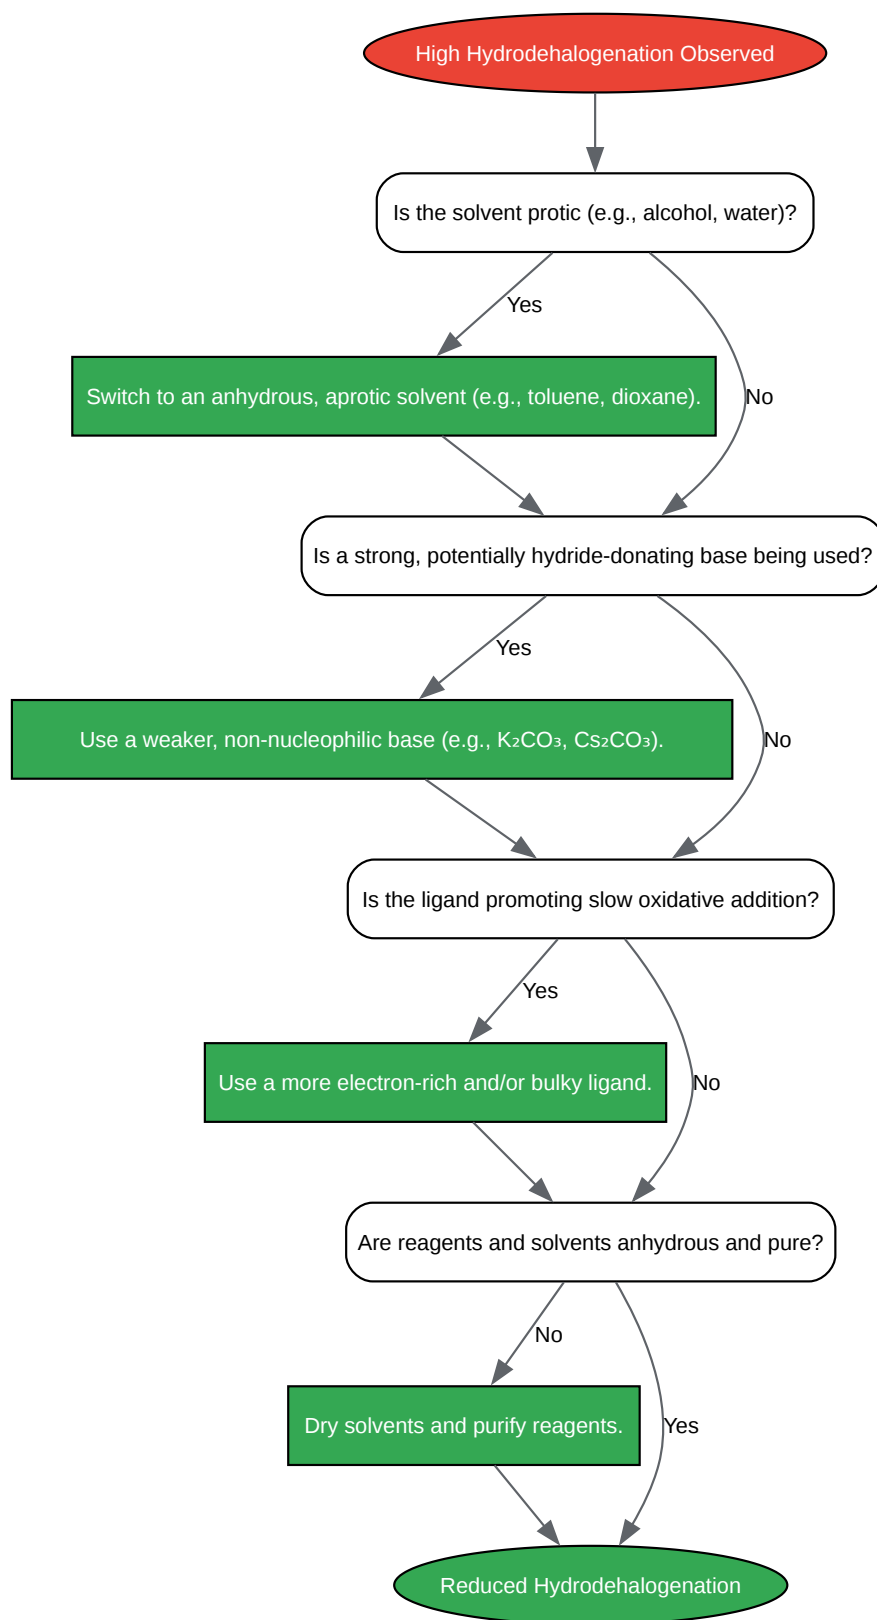 High Hydrodehalogenation Observed
Is the solvent protic (e.g., alcohol, water)?
Yes
Switch to an anhydrous, aprotic solvent (e.g., toluene, dioxane).
No
Is a strong, potentially hydride-donating base being used?
Yes
Use a weaker, non-nucleophilic base (e.g., K₂CO₃, Cs₂CO₃).
No
Is the ligand promoting slow oxidative addition?
Yes
Use a more electron-rich and/or bulky ligand.
No
Are reagents and solvents anhydrous and pure?
No
Dry solvents and purify reagents.
Yes
Reduced Hydrodehalogenation